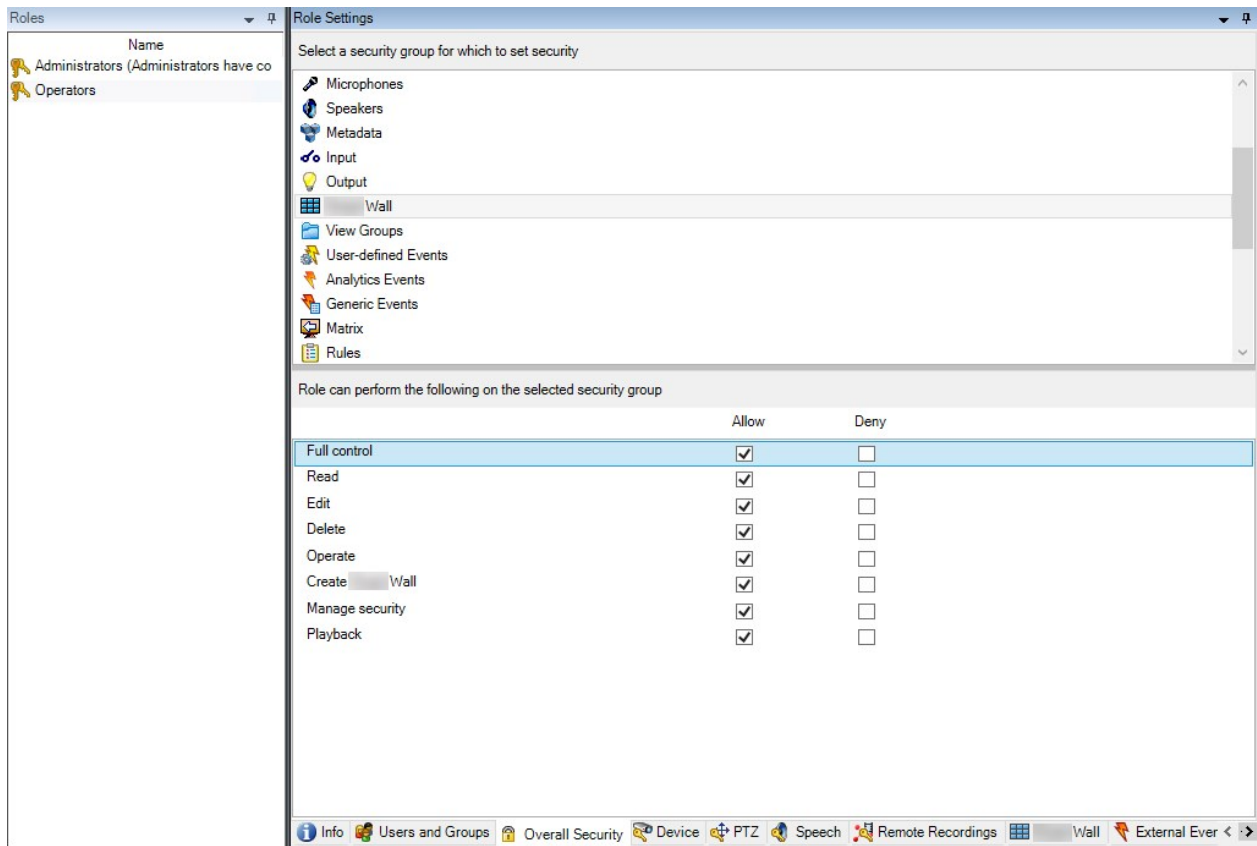 Roles
Name
Administrators (Administrators have co
Operators
Role Settings
Select a security group for which to set security
Microphones
Speakers
Metadata
Input
Output
Wall
View Groups
User-defined Events
Analytics Events
Generic Events
Matrix
Rules
Role can perform the following on the selected security group
Allow Deny
Full control
Read
Edit
Delete
Operate
Create Wall
Manage security
Playback
Info Users and Groups Overall Security Device PTZ Speech Remote Recordings Wall External Ever